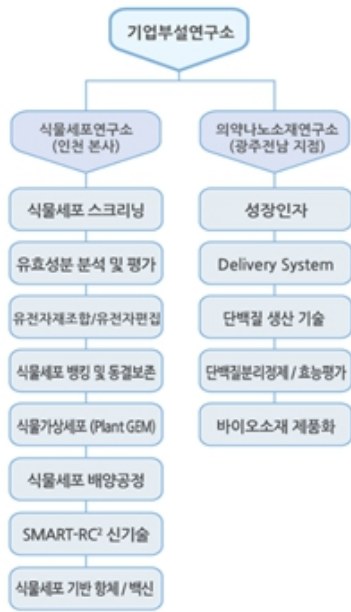 기업부설연구소
식물세포연구소
(인천 본사)
식물세포 스크리닝
유효성분 분석 및 평가
유전자재조합/유전자편집
식물세포 뱅킹 및 동결보존
식물가상세포 (Plant GEM)
식물세포 배양공정
SMART-RC² 신기술
식물세포 기반 항체 / 백신
의약나노소재연구소
(광주전남 지점)
성장인자
Delivery System
단백질 생산 기술
단백질분리정제 / 효능평가
바이오소재 제품화